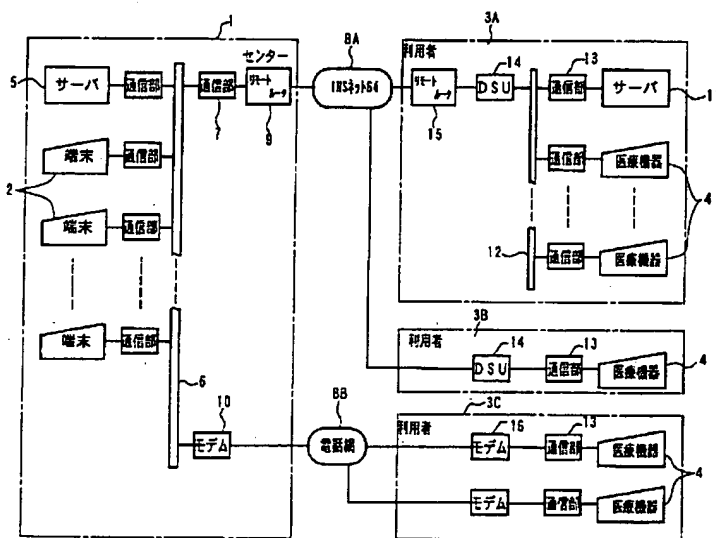 1
センター
5
サーバ
通信部
通信部
7
リモート
ルータ
9
2
端末
通信部
端末
通信部
端末
通信部
6
10
モデム
8A
INSネット64
8B
電話網
3A
利用者
リモート
ルータ
15
14
DSU
13
通信部
サーバ
1
通信部
医療機器
4
12
通信部
医療機器
3B
利用者
14
DSU
13
通信部
医療機器
4
3C
利用者
16
モデム
13
通信部
医療機器
4
モデム
通信部
医療機器